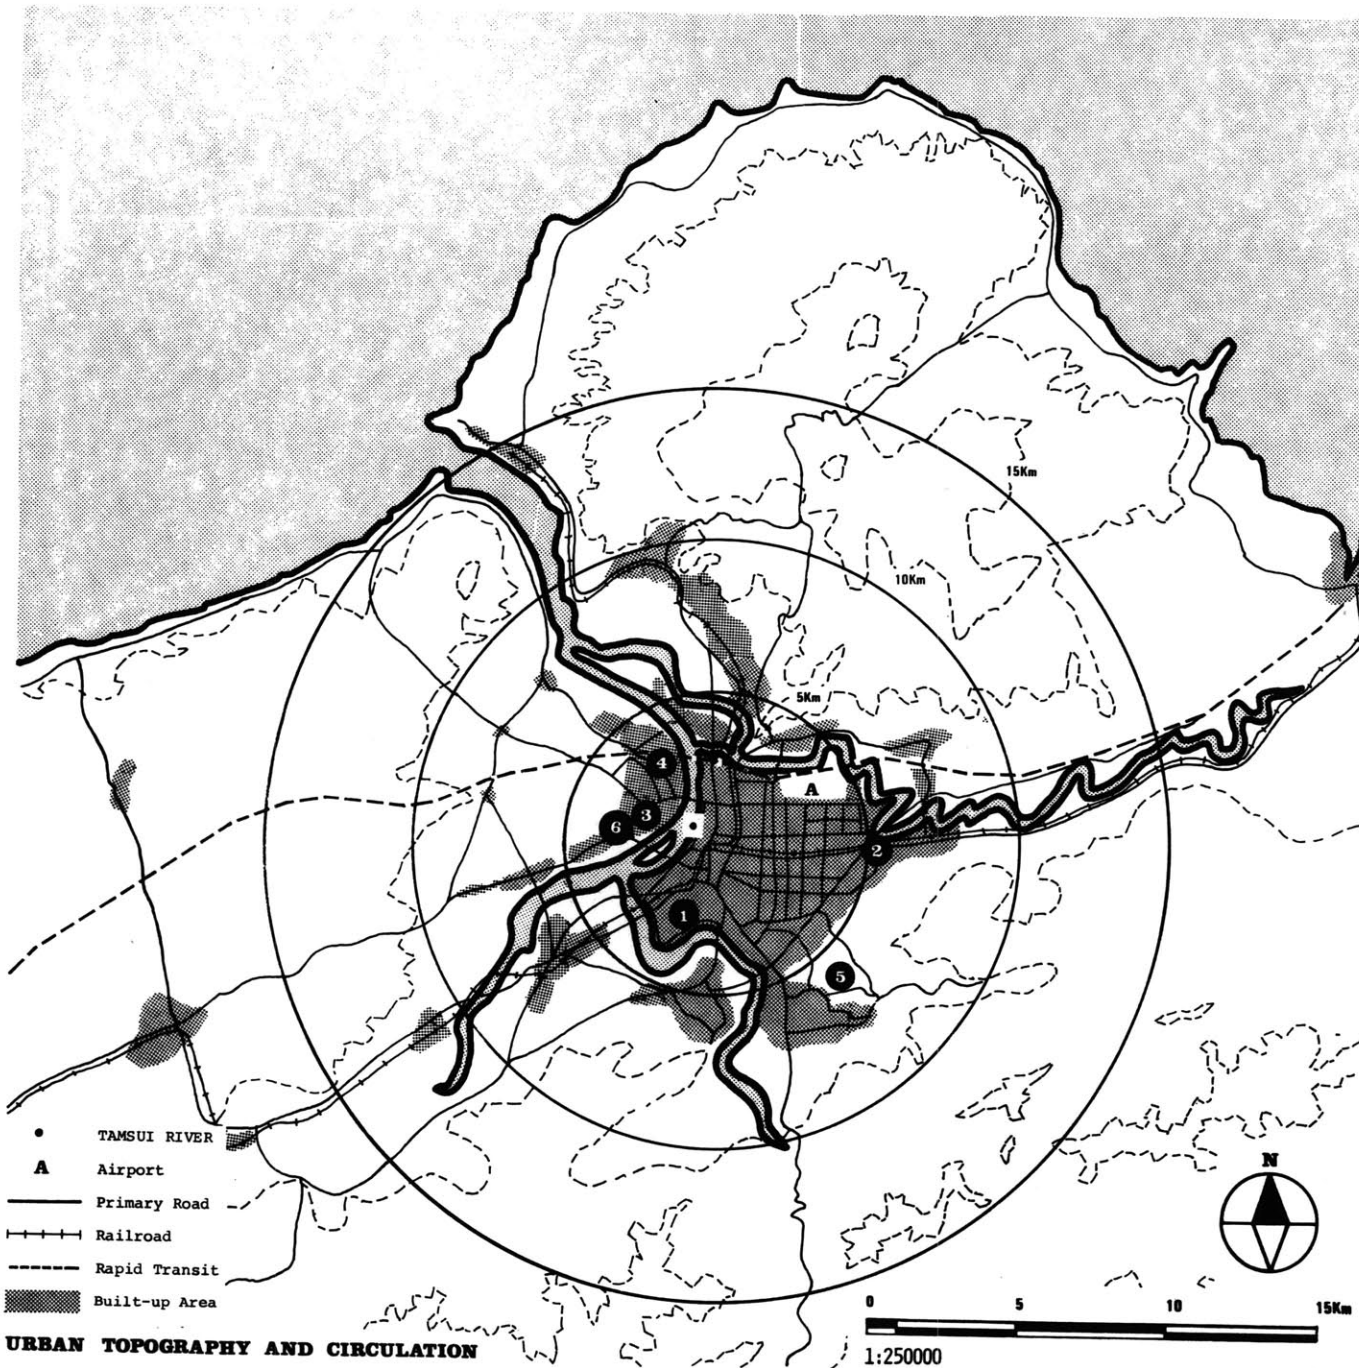 15Km
10Km
5Km
4
A
3
6
2
1
5
TAMSUI RIVER
A Airport
Primary Road
Railroad
Rapid Transit
Built-up Area
URBAN TOPOGRAPHY AND CIRCULATION
N
0 5 10 15Km
1:250000